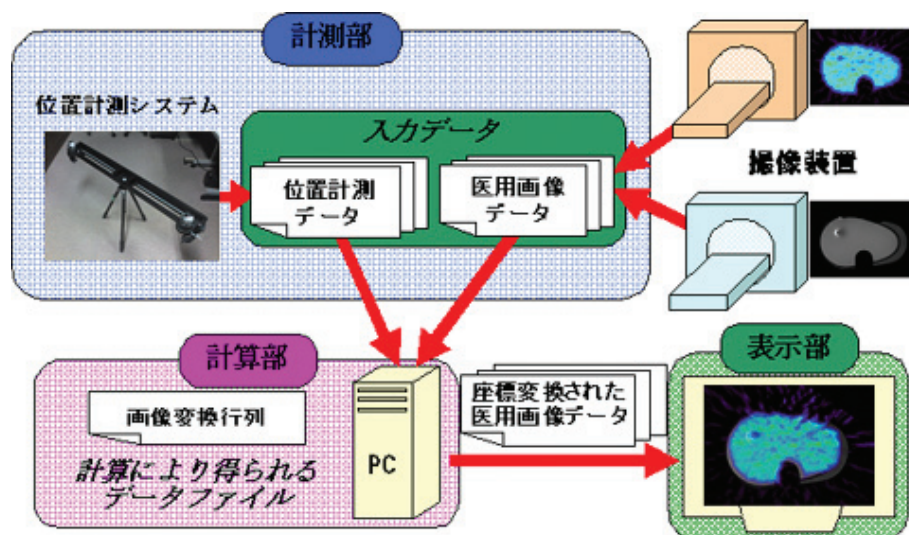 計測部
位置計測システム
入力データ
位置計測
データ
医用画像
データ
撮像装置
計算部
画像変換行列
計算により得られる
データファイル
PC
座標変換された
医用画像データ
表示部